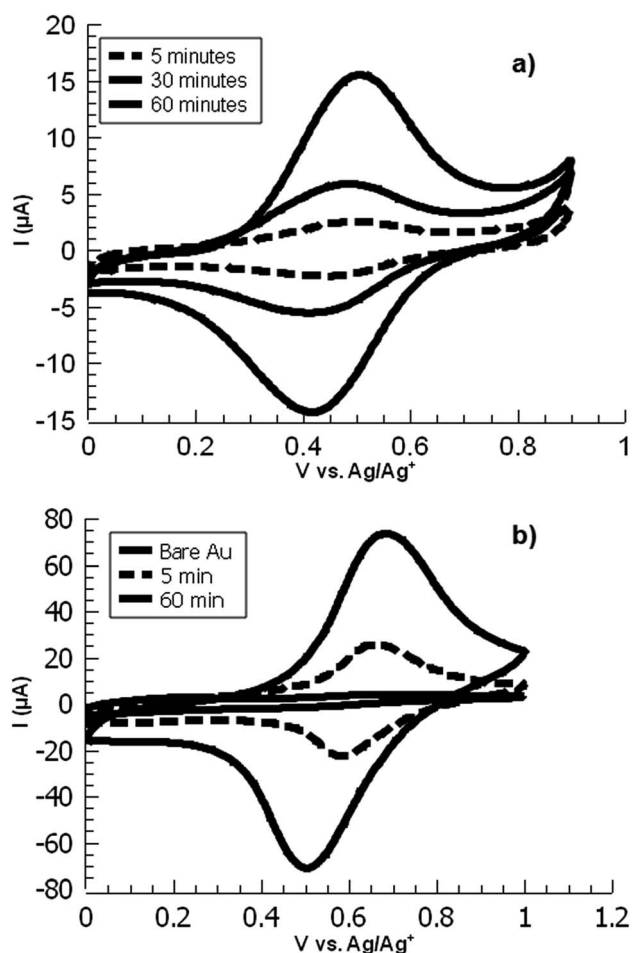 20
5 minutes
30 minutes
60 minutes
a)
15
10
5
0
-5
-10
-15
I (µA)
0 0.2 0.4 0.6 0.8 1
V vs. Ag/Ag⁺
80
Bare Au
5 min
60 min
b)
60
40
20
0
-20
-40
-60
-80
I (µA)
0 0.2 0.4 0.6 0.8 1 1.2
V vs. Ag/Ag⁺